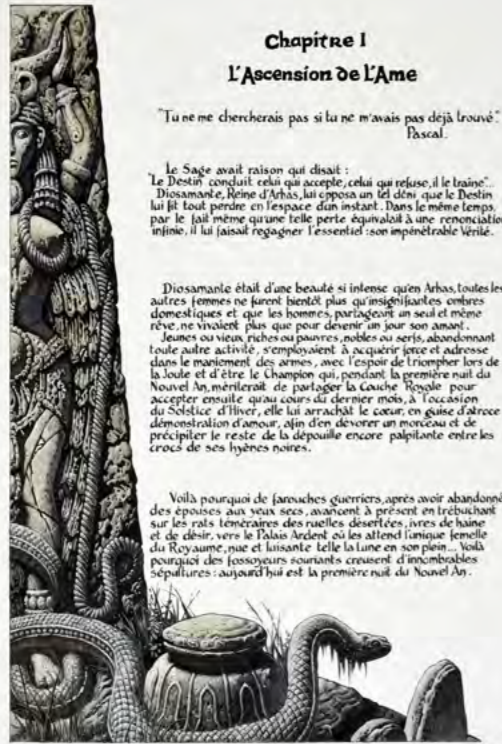 Chapitre I
L'Ascension De L'Ame
"Tu ne me chercherais pas si tu ne m'avais pas déjà trouvé".
Pascal.
Le Sage avait raison qui disait :
"Le Destin conduit celui qui accepte, celui qui refuse, il le traîne"..
Diosamante, Reine d'Arhas, lui opposa un tel déni que le Destin
lui fit tout perdre en l'espace d'un instant. Dans le même temps,
par le fait même qu'une telle perte équivalait à une renonciation
infinie, il lui faisait regagner l'essentiel : son impénétrable Vérité.
Diosamante était d'une beauté si intense qu'en Arhas, toutes les
autres femmes ne furent bientôt plus qu'insignifiantes ombres
domestiques et que les hommes, partageant un seul et même
rêve, ne vivaient plus que pour devenir un jour son amant.
Jeunes ou vieux, riches ou pauvres, nobles ou serfs, abandonnant
toute autre activité, s'employaient à acquérir force et adresse
dans le maniement des armes, avec l'espoir de triompher lors de
la Joute et d'être le Champion qui, pendant la première nuit du
Nouvel An, mériterait de partager la Couche Royale pour
accepter ensuite qu'au cours du dernier mois, à l'occasion
du Solstice d'Hiver, elle lui arrachât le cœur, en guise d'atroce
démonstration d'amour, afin d'en dévorer un morceau et de
précipiter le reste de la dépouille encore palpitante entre les
crocs de ses hyènes noires.
Voilà pourquoi de farouches guerriers, après avoir abandonné
des épouses aux yeux secs, avancent à présent en trébuchant
sur les rats téméraires des ruelles désertées, ivres de haine
et de désir, vers le Palais Ardent où les attend l'unique femelle
du Royaume, nue et luisante telle la Lune en son plein... Voilà
pourquoi des fossoyeurs souriants creusent d'innombrables
sépultures : aujourd'hui est la première nuit du Nouvel An.